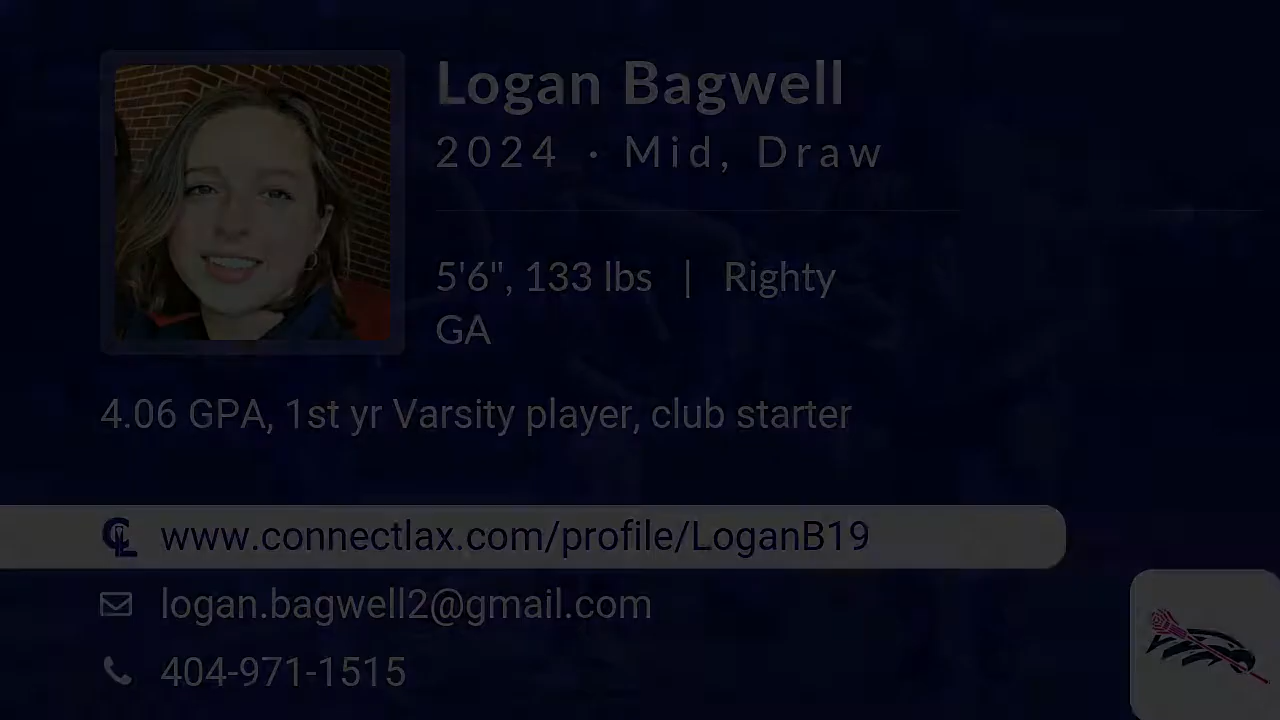 Logan Bagwell
2024 · Mid, Draw
5'6", 133 lbs | Righty
GA
4.06 GPA, 1st yr Varsity player, club starter
www.connectlax.com/profile/LoganB19
logan.bagwell2@gmail.com
404-971-1515